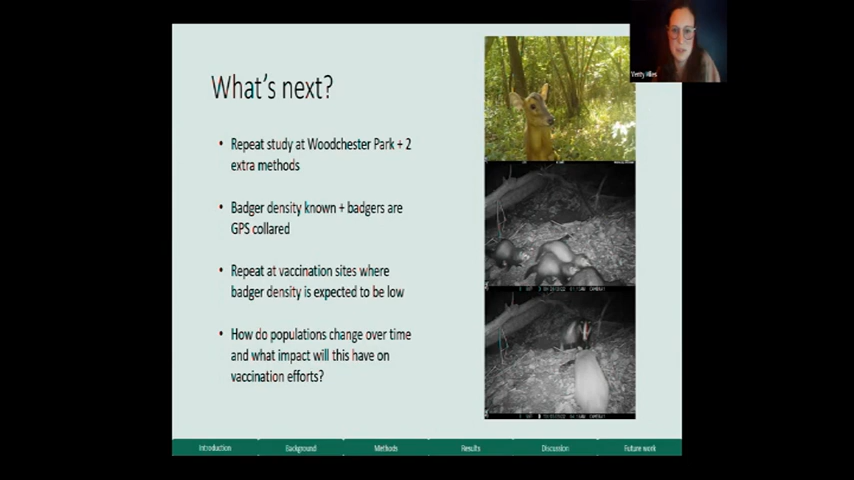 What's next?
• Repeat study at Woodchester Park + 2
extra methods
• Badger density known + badgers are
GPS collared
• Repeat at vaccination sites where
badger density is expected to be low
• How do populations change over time
and what impact will this have on
vaccination efforts?
Introduction
Background
Methods
Results
Discussion
Future work